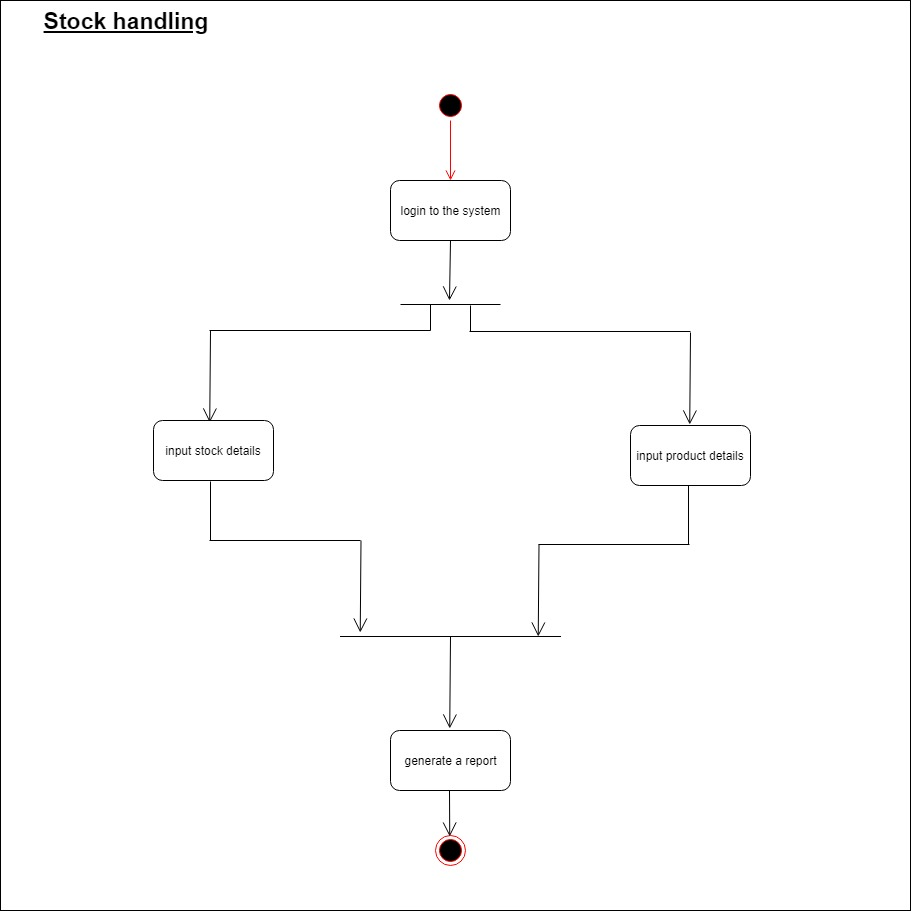 Stock handling
login to the system
input stock details
input product details
generate a report